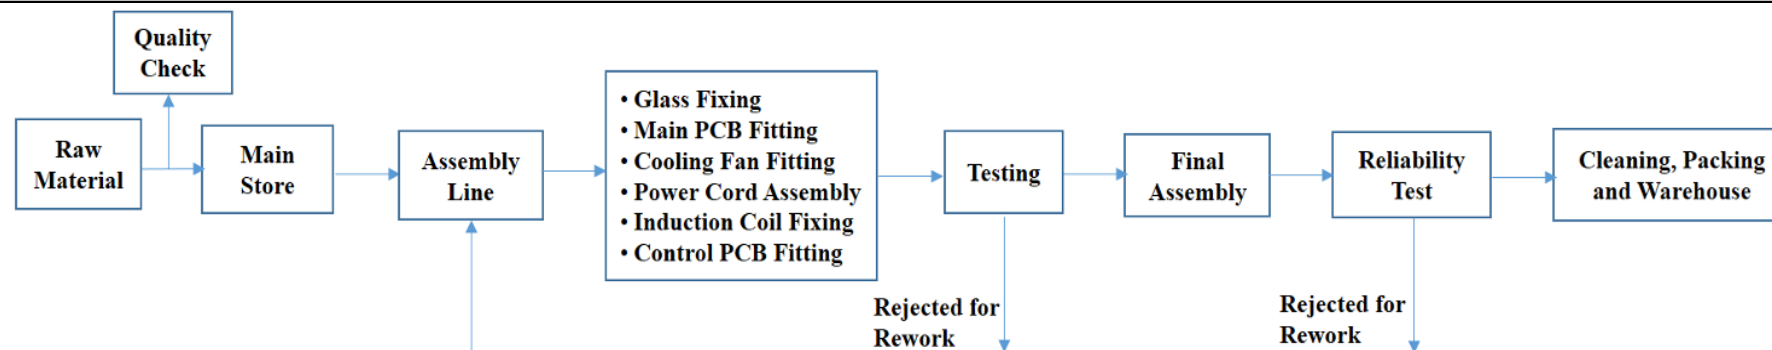 Quality
Check
Raw
Material
Main
Store
Assembly
Line
• Glass Fixing
• Main PCB Fitting
• Cooling Fan Fitting
• Power Cord Assembly
• Induction Coil Fixing
• Control PCB Fitting
Testing
Final
Assembly
Reliability
Test
Cleaning, Packing
and Warehouse
Rejected for
Rework
Rejected for
Rework